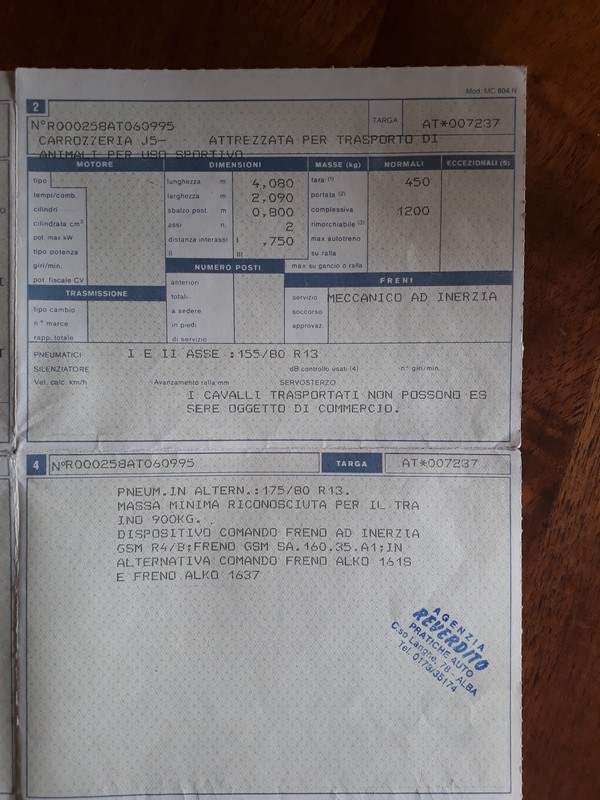 Mod. MC 804 N
2
N°R000258AT060995 TARGA AT*007237
CARROZZERIA J5- ATTREZZATA PER TRASPORTO DI
ANIMALI PER USO SPORTIVO
MOTORE DIMENSIONI MASSE (kg) NORMALI ECCEZIONALI (5)
tipo lunghezza m 4,080 tara (1) 450
tempi/comb. larghezza m 2,090 portata (2)
cilindri sbalzo post. m 0,800 complessiva 1200
cilindrata cm³ assi n. 2 rimorchiabile (3)
pot. max kW distanza interassi I ,750 max autotreno
tipo potenza II su ralla
giri/min. III max su gancio o ralla
pot. fiscale CV NUMERO POSTI FRENI
TRASMISSIONE anteriori
totali servizio MECCANICO AD INERZIA
tipo cambio a sedere soccorso
n° marce in piedi approvaz.
rapp. totale di servizio
PNEUMATICI I E II ASSE :155/80 R13
SILENZIATORE dB controllo usati (4) n° giri/min.
Vel. calc. km/h Avanzamento ralla mm SERVOSTERZO
I CAVALLI TRASPORTATI NON POSSONO ES
SERE OGGETTO DI COMMERCIO.
4 N°R000258AT060995 TARGA AT*007237
PNEUM.IN ALTERN.:175/80 R13.
MASSA MINIMA RICONOSCIUTA PER IL TRA
INO 900KG.
DISPOSITIVO COMANDO FRENO AD INERZIA
GSM R4/B;FRENO GSM SA.160.35.A1;IN
ALTERNATIVA COMANDO FRENO ALKO 161S
E FRENO ALKO 1637
AGENZIA
REVERDITO
PRATICHE AUTO
C.so Langhe, 78 - ALBA
Tel. 0173/35174